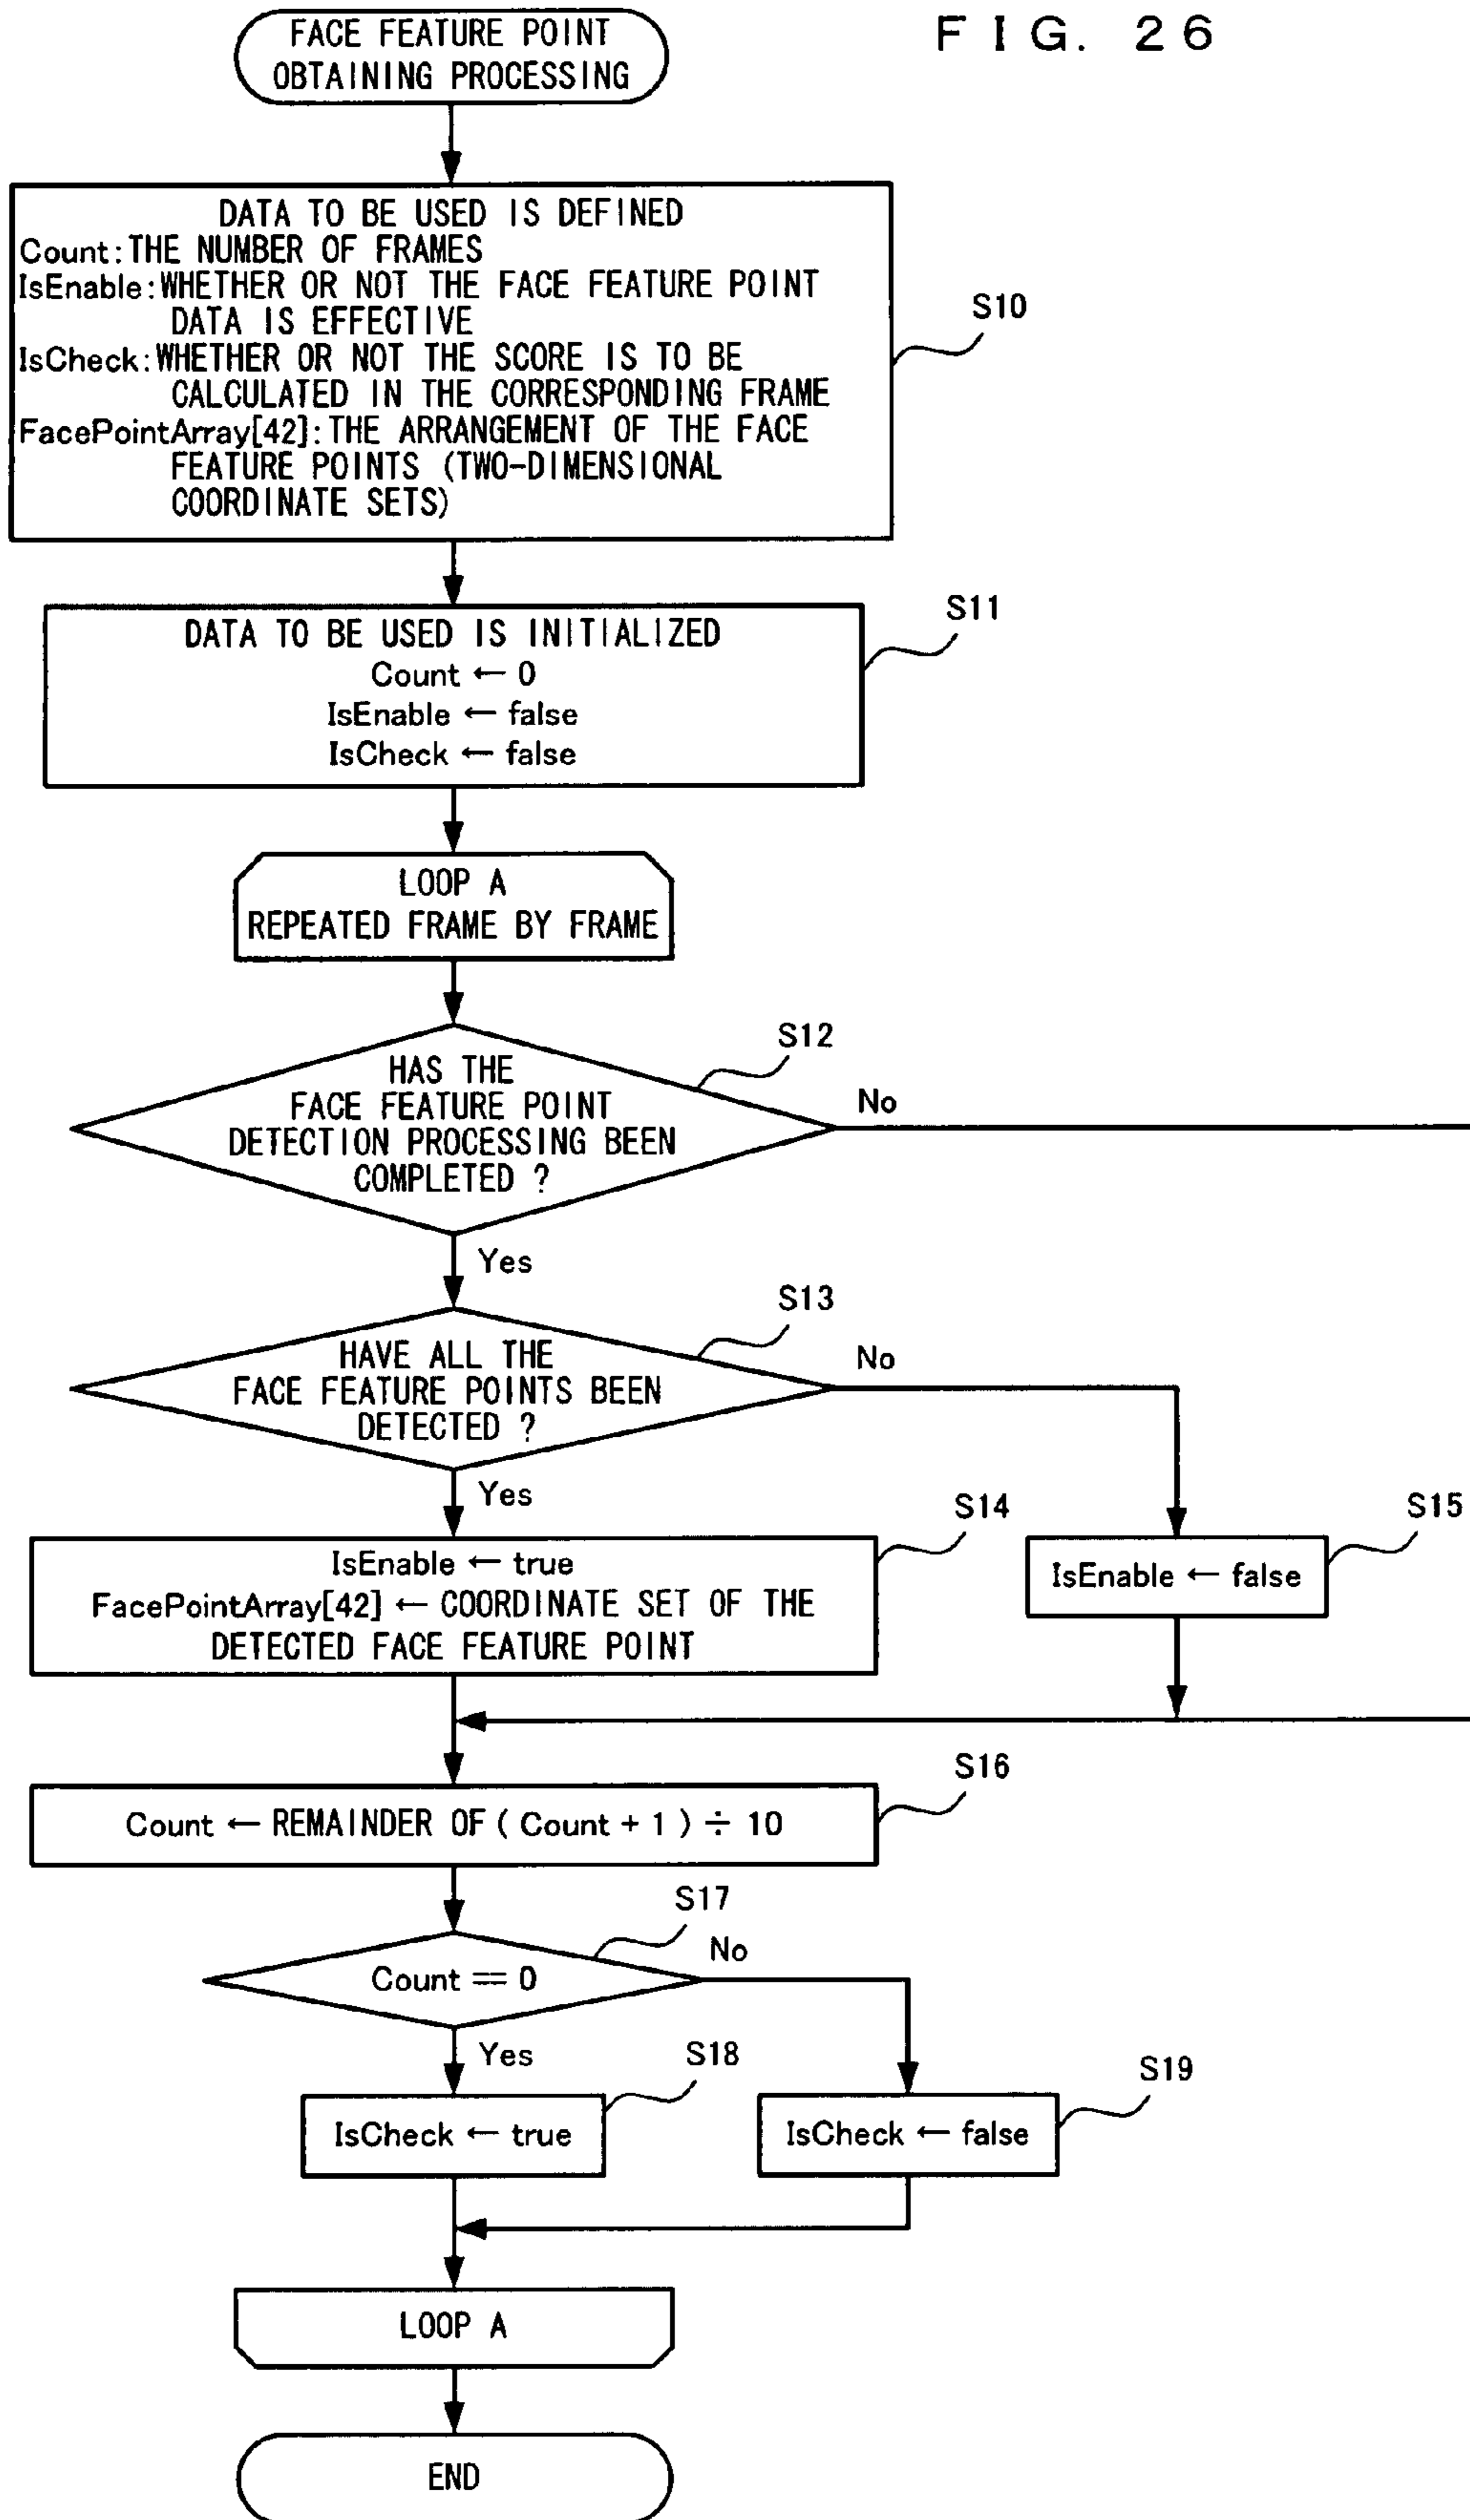 FACE FEATURE POINT
OBTAINING PROCESSING
FIG. 26
DATA TO BE USED IS DEFINED
Count:THE NUMBER OF FRAMES
IsEnable:WHETHER OR NOT THE FACE FEATURE POINT
DATA IS EFFECTIVE
IsCheck:WHETHER OR NOT THE SCORE IS TO BE
CALCULATED IN THE CORRESPONDING FRAME
FacePointArray[42]:THE ARRANGEMENT OF THE FACE
FEATURE POINTS (TWO-DIMENSIONAL
COORDINATE SETS)
S10
S11
DATA TO BE USED IS INITIALIZED
Count ← 0
IsEnable ← false
IsCheck ← false
LOOP A
REPEATED FRAME BY FRAME
S12
HAS THE
FACE FEATURE POINT
DETECTION PROCESSING BEEN
COMPLETED ?
No
Yes
S13
HAVE ALL THE
FACE FEATURE POINTS BEEN
DETECTED ?
No
Yes
S14
S15
IsEnable ← true
FacePointArray[42] ← COORDINATE SET OF THE
DETECTED FACE FEATURE POINT
IsEnable ← false
S16
Count ← REMAINDER OF ( Count + 1 ) ÷ 10
S17
Count == 0
No
Yes
S18
S19
IsCheck ← true
IsCheck ← false
LOOP A
END